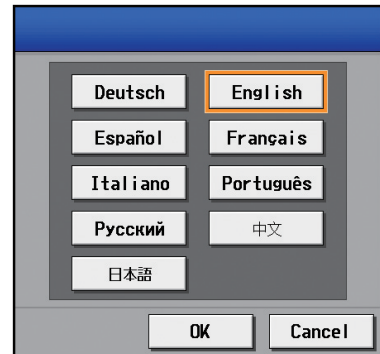 Deutsch English
Español Français
Italiano Português
Русский 中文
日本語
OK Cancel